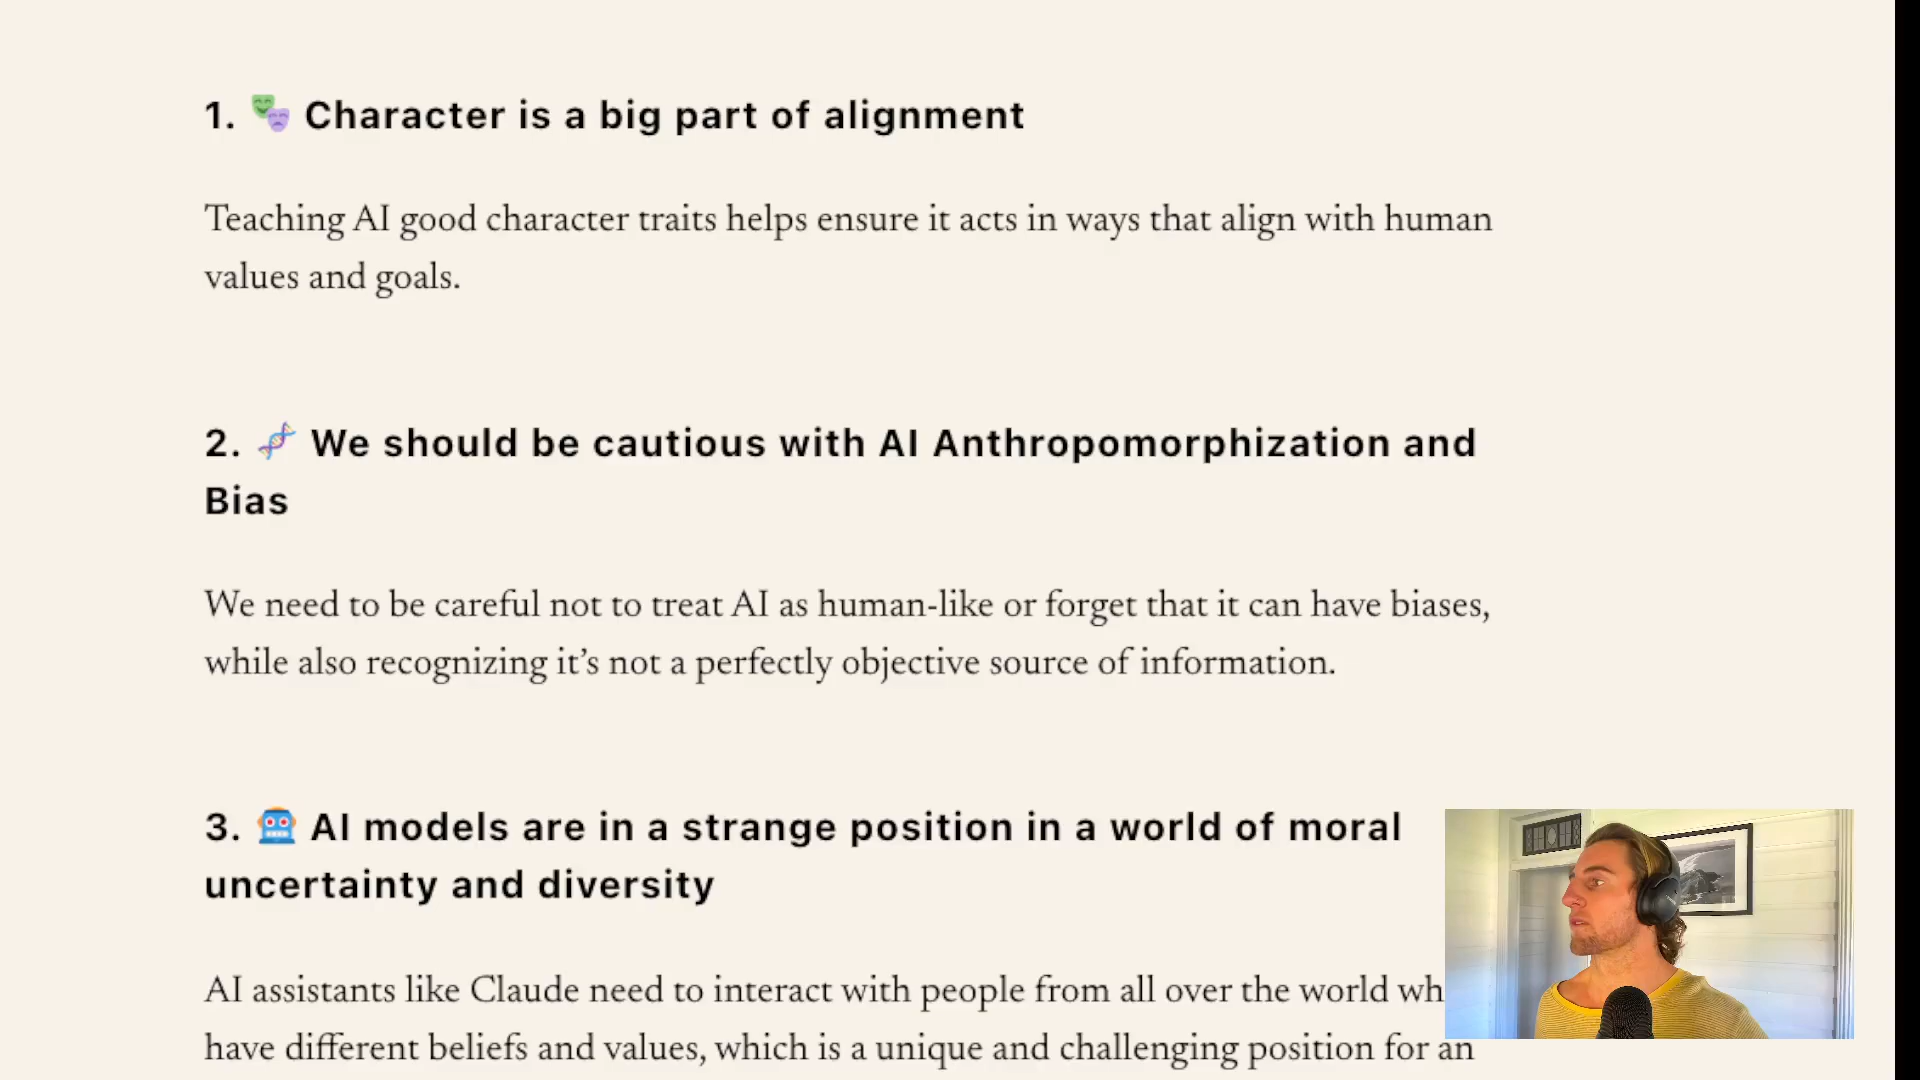 1. 🎭 Character is a big part of alignment
Teaching AI good character traits helps ensure it acts in ways that align with human
values and goals.
2. 🧬 We should be cautious with AI Anthropomorphization and
Bias
We need to be careful not to treat AI as human-like or forget that it can have biases,
while also recognizing it’s not a perfectly objective source of information.
3. 🤖 AI models are in a strange position in a world of moral
uncertainty and diversity
AI assistants like Claude need to interact with people from all over the world
have different beliefs and values, which is a unique and challenging position for an